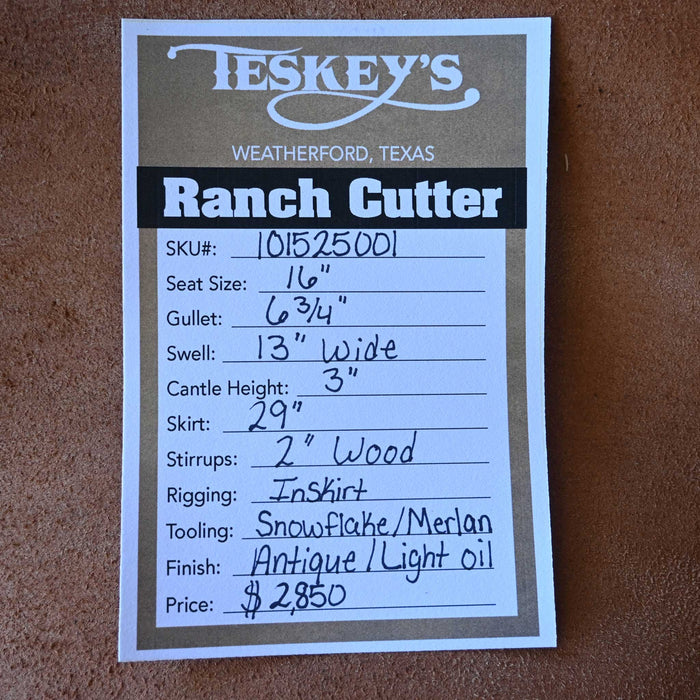 TESKEY'S
WEATHERFORD, TEXAS
Ranch Cutter
SKU#: 101525001
Seat Size: 16"
Gullet: 6 3/4"
Swell: 13" Wide
Cantle Height: 3"
Skirt: 29"
Stirrups: 2" Wood
Rigging: Inskirt
Tooling: Snowflake/Merlan
Finish: Antique/Light oil
Price: $2,850